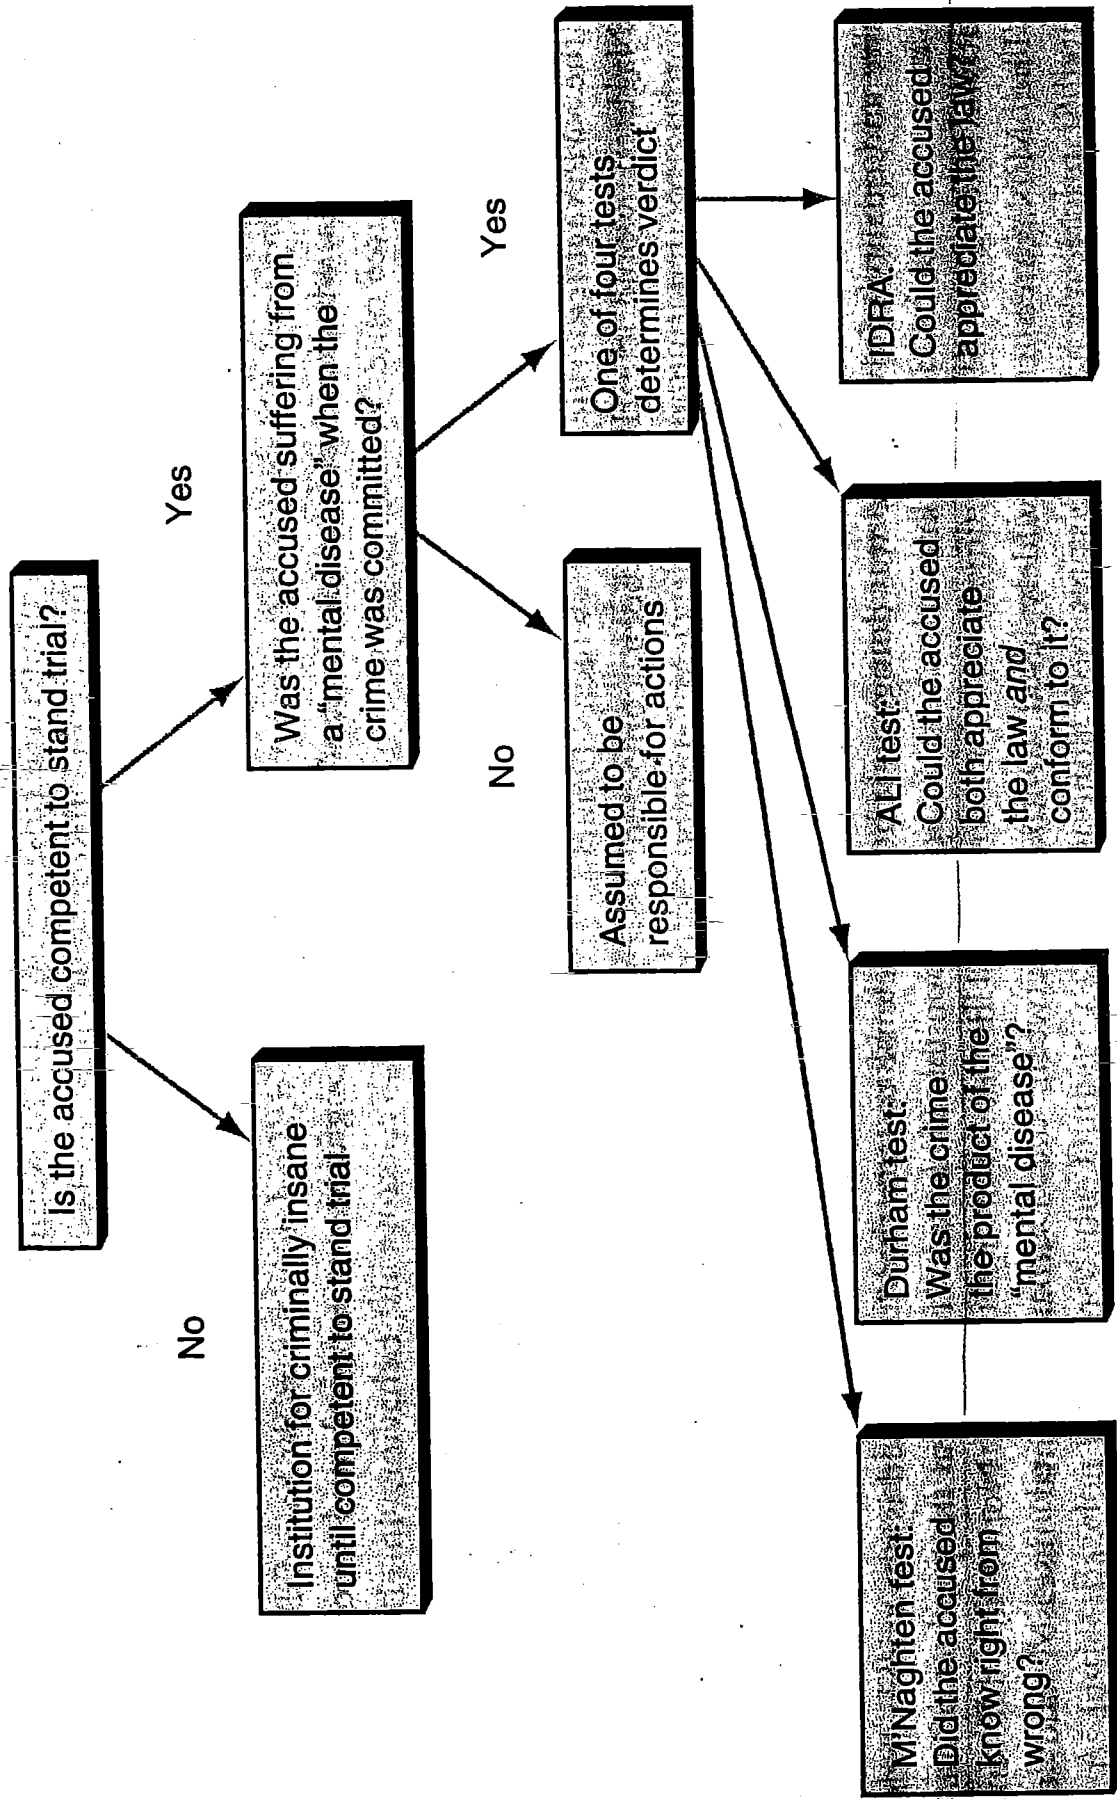 Is the accused competent to stand trial?
No
Yes
Institution for criminally insane
until competent to stand trial
Was the accused suffering from
a "mental disease" when the
crime was committed?
No
Yes
Assumed to be
responsible for actions
One of four tests
determines verdict
M'Naghten test:
Did the accused
know right from
wrong?
Durham test:
Was the crime
the product of the
"mental disease"?
ALI test:
Could the accused
both appreciate
the law and
conform to it?
IDRA:
Could the accused
appreciate the law?